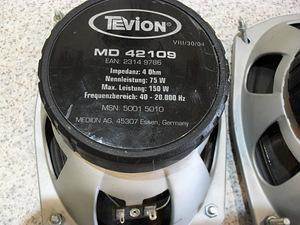 TEVION
VIII/30/04
MD 42109
EAN: 2314 9786
Impedanz: 4 Ohm
Nennleistung: 75 W
Max. Leistung: 150 W
Frequenzbereich: 40 - 20.000 Hz
MSN: 5001 5010
MEDION AG, 45307 Essen, Germany